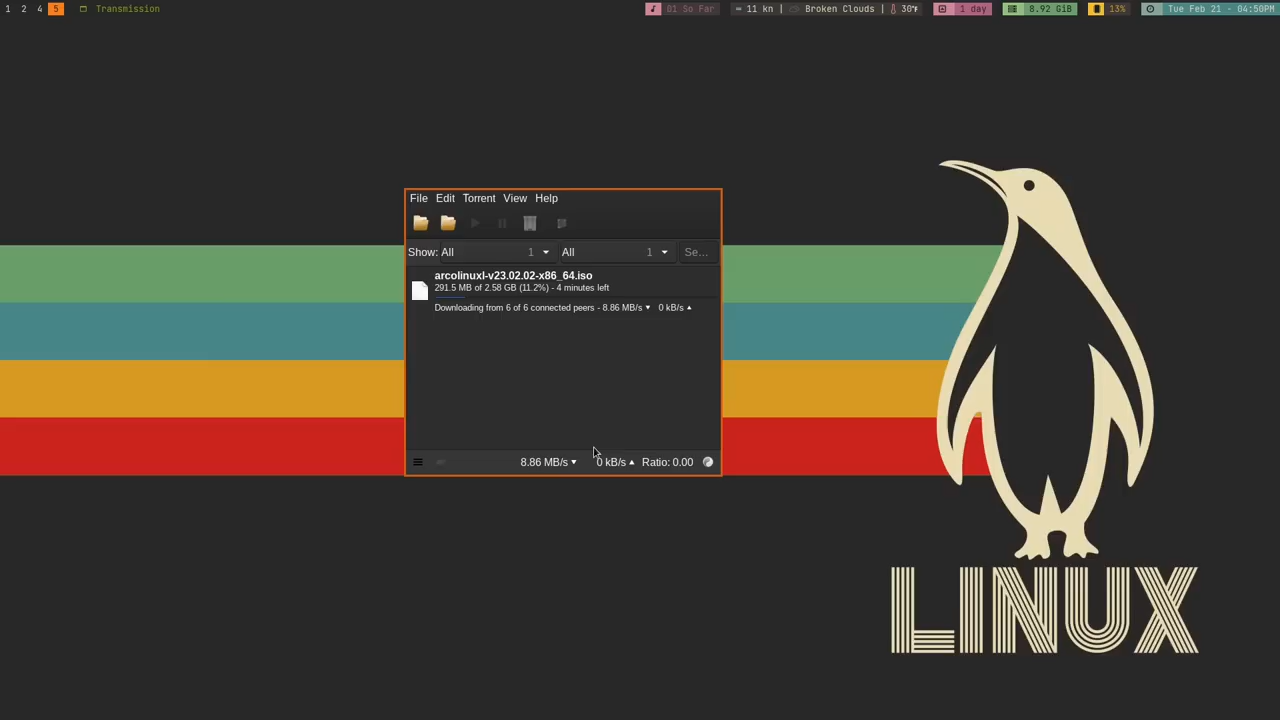 1 2 4 5 Transmission 01 So Far 11 kn | Broken Clouds | 30°F 1 day 8.92 GiB 13% Tue Feb 21 - 04:50PM
File Edit Torrent View Help
Show: All 1 All 1 Se...
arcolinuxl-v23.02.02-x86_64.iso
291.5 MB of 2.58 GB (11.2%) - 4 minutes left
Downloading from 6 of 6 connected peers - 8.86 MB/s 0 kB/s
8.86 MB/s 0 kB/s Ratio: 0.00
LINUX